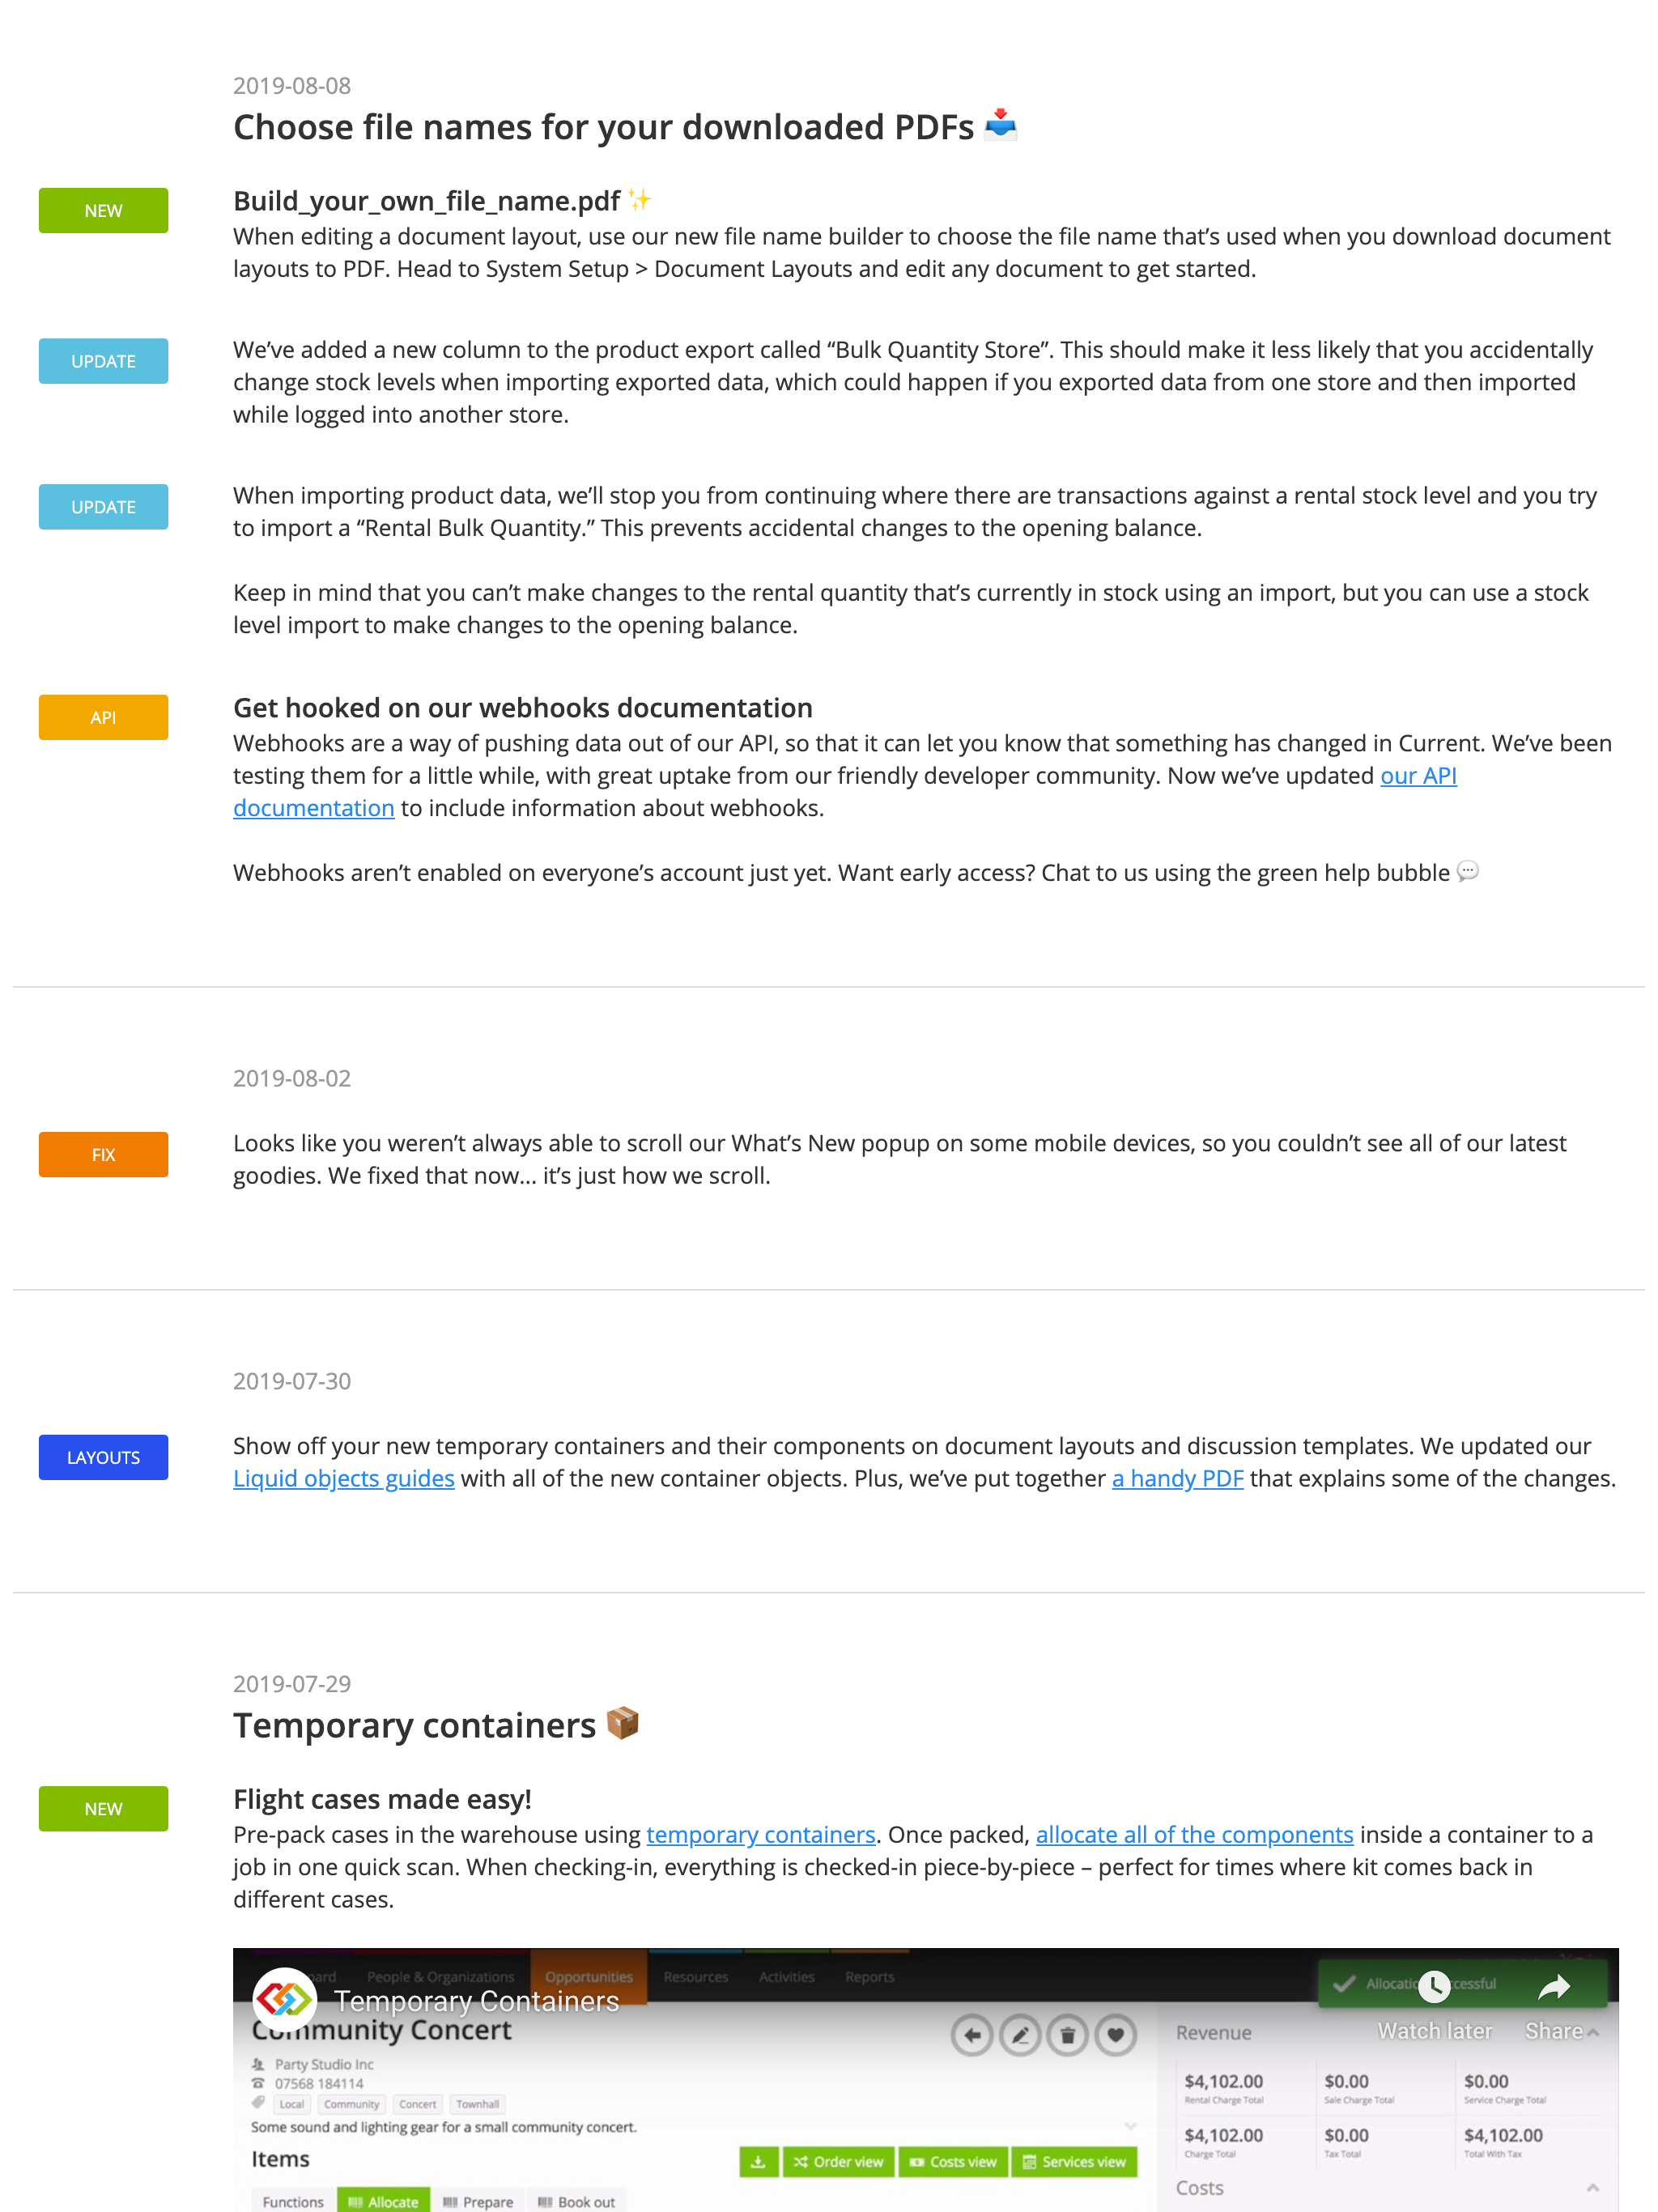 2019-08-08
Choose file names for your downloaded PDFs 📥
NEW
Build_your_own_file_name.pdf ✨
When editing a document layout, use our new file name builder to choose the file name that’s used when you download document
layouts to PDF. Head to System Setup > Document Layouts and edit any document to get started.
UPDATE
We’ve added a new column to the product export called “Bulk Quantity Store”. This should make it less likely that you accidentally
change stock levels when importing exported data, which could happen if you exported data from one store and then imported
while logged into another store.
UPDATE
When importing product data, we’ll stop you from continuing where there are transactions against a rental stock level and you try
to import a “Rental Bulk Quantity.” This prevents accidental changes to the opening balance.
Keep in mind that you can’t make changes to the rental quantity that’s currently in stock using an import, but you can use a stock
level import to make changes to the opening balance.
API
Get hooked on our webhooks documentation
Webhooks are a way of pushing data out of our API, so that it can let you know that something has changed in Current. We’ve been
testing them for a little while, with great uptake from our friendly developer community. Now we’ve updated our API
documentation to include information about webhooks.
Webhooks aren’t enabled on everyone’s account just yet. Want early access? Chat to us using the green help bubble 💬
2019-08-02
FIX
Looks like you weren’t always able to scroll our What’s New popup on some mobile devices, so you couldn’t see all of our latest
goodies. We fixed that now... it’s just how we scroll.
2019-07-30
LAYOUTS
Show off your new temporary containers and their components on document layouts and discussion templates. We updated our
Liquid objects guides with all of the new container objects. Plus, we’ve put together a handy PDF that explains some of the changes.
2019-07-29
Temporary containers 📦
NEW
Flight cases made easy!
Pre-pack cases in the warehouse using temporary containers. Once packed, allocate all of the components inside a container to a
job in one quick scan. When checking-in, everything is checked-in piece-by-piece – perfect for times where kit comes back in
different cases.
People & Organizations Opportunities Resources Activities Reports
Temporary Containers
Watch later Share
Community Concert
Party Studio Inc
07568 184114
Local Community Concert Townhall
Some sound and lighting gear for a small community concert.
Items
Order view Costs view Services view
Functions Allocate Prepare Book out
Revenue
$4,102.00 $0.00 $0.00
Rental Charge Total Sale Charge Total Service Charge Total
$4,102.00 $0.00 $4,102.00
Charge Total Tax Total Total With Tax
Costs